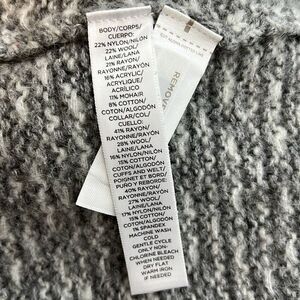 BODY/CORPS/
CUERPO:
22% NYLON/NILÓN
22% WOOL/
LAINE/LANA
21% RAYON/
RAYONNE/RAYÓN
16% ACRYLIC/
ACRYLIQUE/
ACRÍLICO
11% MOHAIR
8% COTTON/
COTON/ALGODÓN
COLLAR/COL/
CUELLO:
41% RAYON/
RAYONNE/RAYÓN
28% WOOL/
LAINE/LANA
16% NYLON/NILÓN
15% COTTON/
COTON/ALGODÓN
CUFFS AND WELT/
POIGNET ET BORD/
PUÑO Y REBORDE:
40% RAYON/
RAYONNE/RAYÓN
27% WOOL/
LAINE/LANA
17% NYLON/NILÓN
15% COTTON/
COTON/ALGODÓN
1% SPANDEX
MACHINE WASH
COLD
GENTLE CYCLE
ONLY NON-
CHLORINE BLEACH
WHEN NEEDED
DRY FLAT
WARM IRON
IF NEEDED
REMOVE